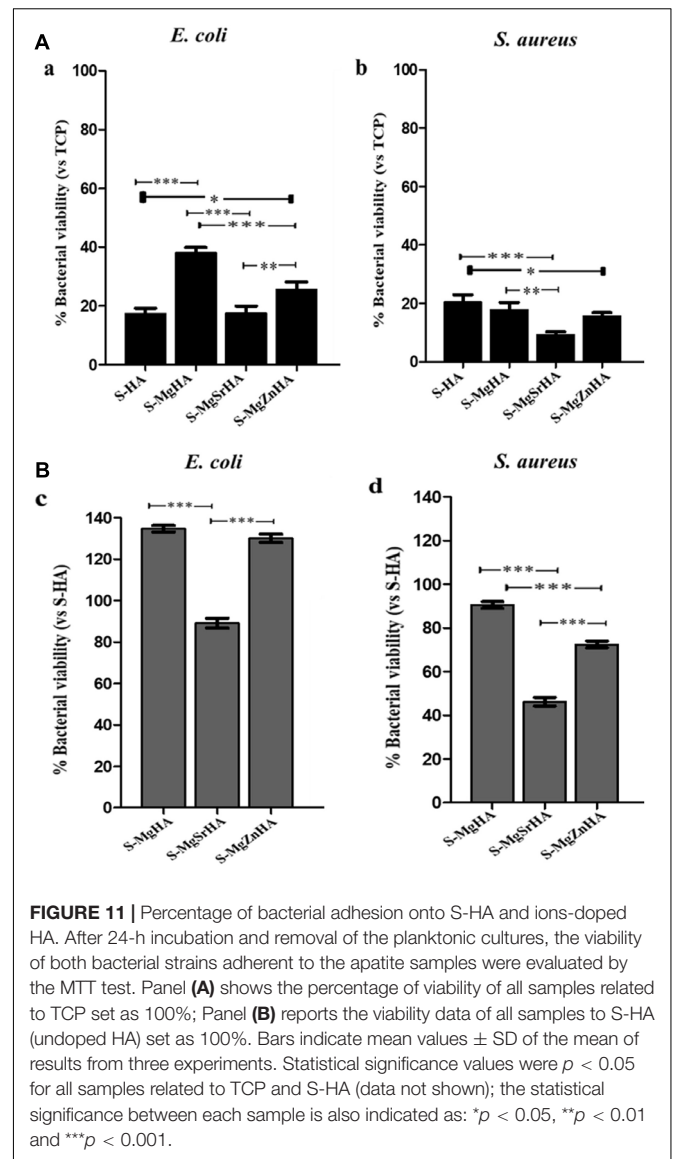 A
E. coli
S. aureus
a
b
% Bacterial viability (vs TCP)
100
80
60
40
20
0
***
*
***
***
**
S-HA
S-MgHA
S-MgSrHA
S-MgZnHA
% Bacterial viability (vs TCP)
100
80
60
40
20
0
***
*
**
S-HA
S-MgHA
S-MgSrHA
S-MgZnHA
B
E. coli
S. aureus
c
d
% Bacterial viability (vs S-HA)
140
120
100
80
60
40
20
0
***
***
S-MgHA
S-MgSrHA
S-MgZnHA
% Bacterial viability (vs S-HA)
140
120
100
80
60
40
20
0
***
***
***
S-MgHA
S-MgSrHA
S-MgZnHA
FIGURE 11 | Percentage of bacterial adhesion onto S-HA and ions-doped
HA. After 24-h incubation and removal of the planktonic cultures, the viability
of both bacterial strains adherent to the apatite samples were evaluated by
the MTT test. Panel (A) shows the percentage of viability of all samples related
to TCP set as 100%; Panel (B) reports the viability data of all samples to S-HA
(undoped HA) set as 100%. Bars indicate mean values ± SD of the mean of
results from three experiments. Statistical significance values were p < 0.05
for all samples related to TCP and S-HA (data not shown); the statistical
significance between each sample is also indicated as: *p < 0.05, **p < 0.01
and ***p < 0.001.